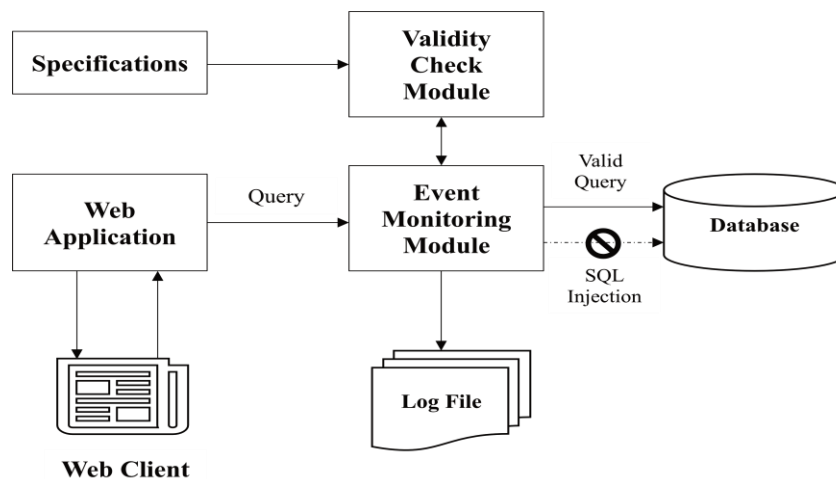 Specifications
Validity
Check
Module
Web
Application
Query
Event
Monitoring
Module
Valid
Query
Database
SQL
Injection
Log File
Web Client